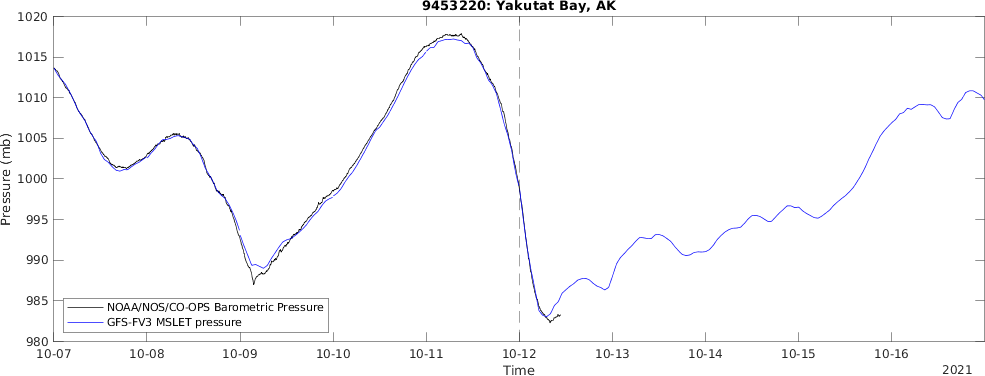 9453220: Yakutat Bay, AK
Pressure (mb)
1020
1015
1010
1005
1000
995
990
985
980
NOAA/NOS/CO-OPS Barometric Pressure
GFS-FV3 MSLET pressure
10-07 10-08 10-09 10-10 10-11 10-12 10-13 10-14 10-15 10-16
Time
2021